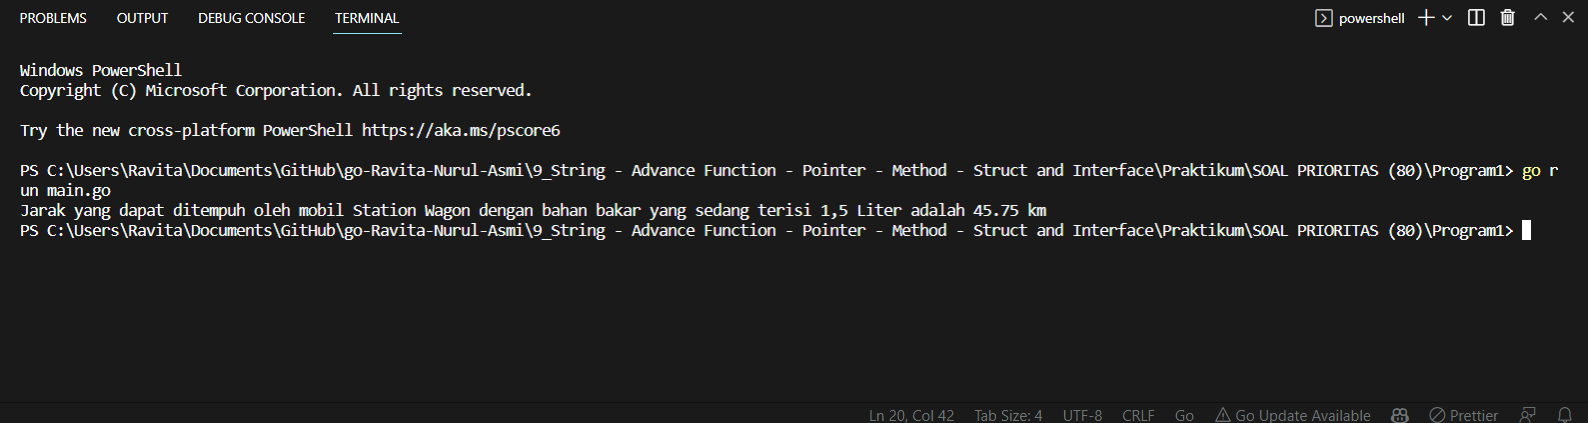 PROBLEMS OUTPUT DEBUG CONSOLE TERMINAL powershell
Windows PowerShell
Copyright (C) Microsoft Corporation. All rights reserved.
Try the new cross-platform PowerShell https://aka.ms/pscore6
PS C:\Users\Ravita\Documents\GitHub\go-Ravita-Nurul-Asmi\9_String - Advance Function - Pointer - Method - Struct and Interface\Praktikum\SOAL PRIORITAS (80)\Program1> go r
un main.go
Jarak yang dapat ditempuh oleh mobil Station Wagon dengan bahan bakar yang sedang terisi 1,5 Liter adalah 45.75 km
PS C:\Users\Ravita\Documents\GitHub\go-Ravita-Nurul-Asmi\9_String - Advance Function - Pointer - Method - Struct and Interface\Praktikum\SOAL PRIORITAS (80)\Program1>
Ln 20, Col 42 Tab Size: 4 UTF-8 CRLF Go Go Update Available Prettier